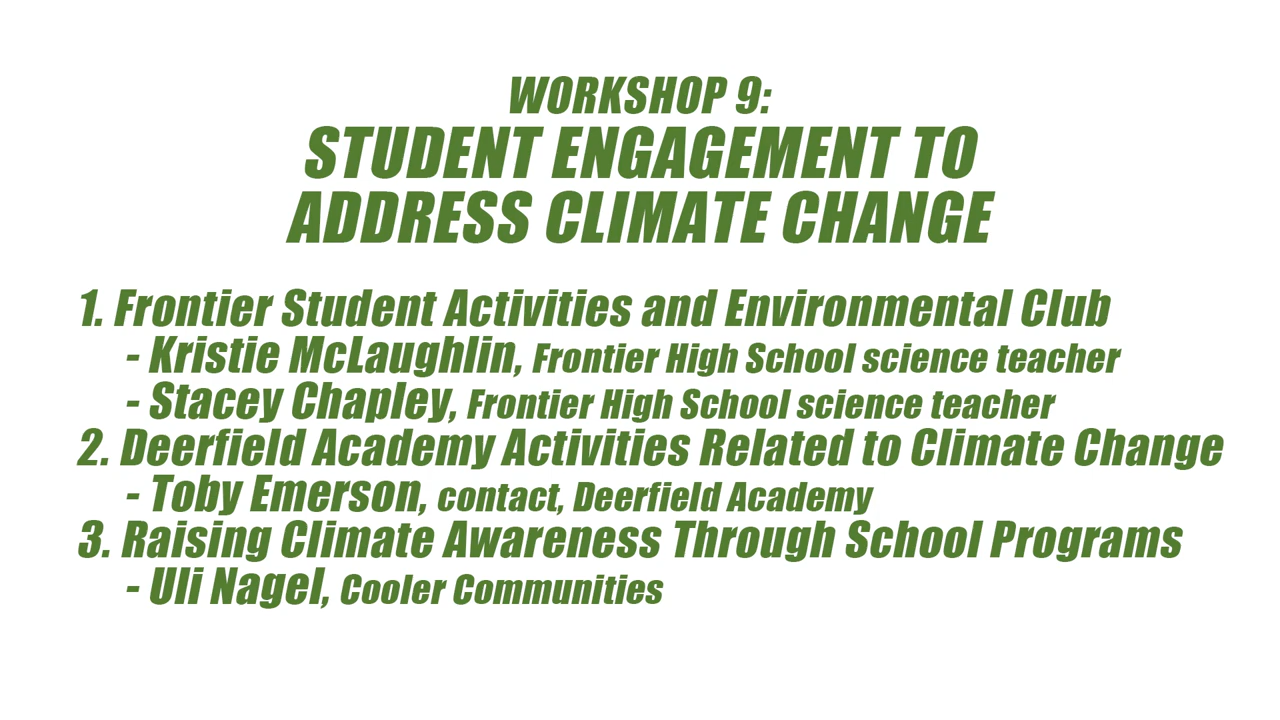 WORKSHOP 9:
STUDENT ENGAGEMENT TO
ADDRESS CLIMATE CHANGE
1. Frontier Student Activities and Environmental Club
- Kristie McLaughlin, Frontier High School science teacher
- Stacey Chapley, Frontier High School science teacher
2. Deerfield Academy Activities Related to Climate Change
- Toby Emerson, contact, Deerfield Academy
3. Raising Climate Awareness Through School Programs
- Uli Nagel, Cooler Communities